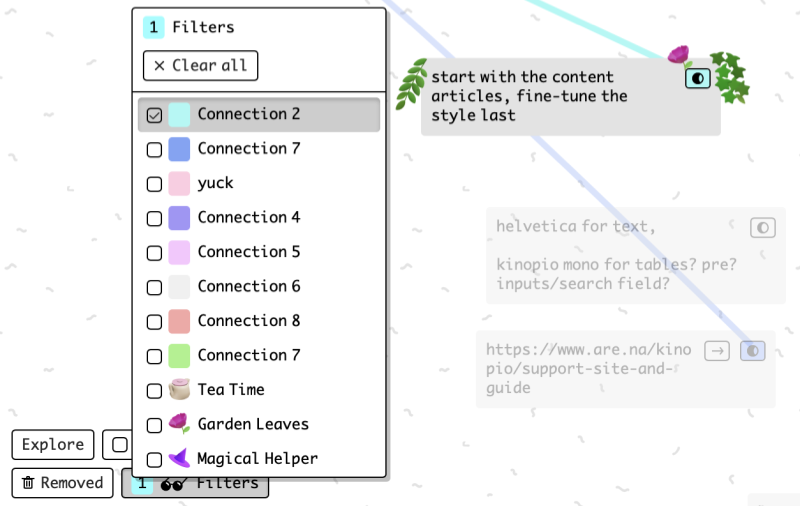 1 Filters
× Clear all
Connection 2
Connection 7
yuck
Connection 4
Connection 5
Connection 6
Connection 8
Connection 7
Tea Time
Garden Leaves
Magical Helper
Explore
Removed
1 Filters
start with the content
articles, fine-tune the
style last
helvetica for text,
kinopio mono for tables? pre?
inputs/search field?
https://www.are.na/kino
pio/support-site-and-
guide